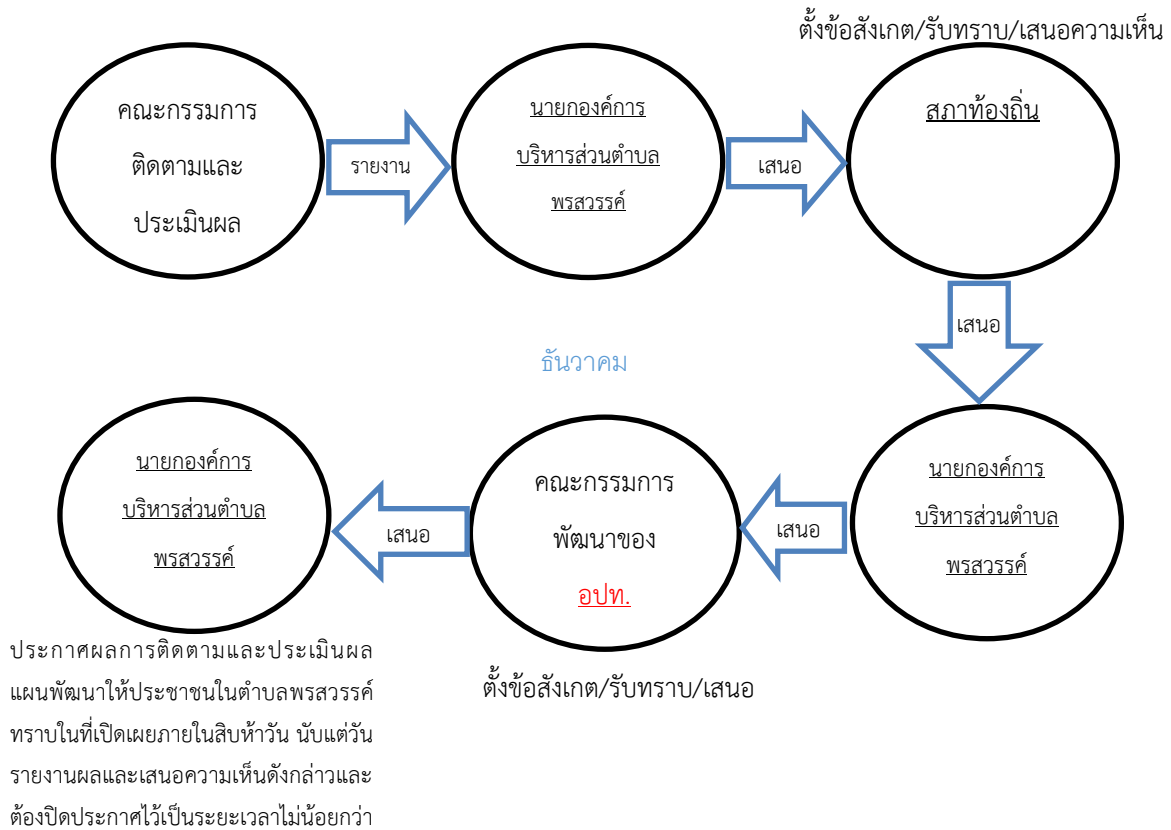 ตั้งข้อสังเกต/รับทราบ/เสนอความเห็น
คณะกรรมการ
ติดตามและ
ประเมินผล
รายงาน
นายกองค์การ
บริหารส่วนตำบล
พรสวรรค์
เสนอ
สภาท้องถิ่น
เสนอ
ธันวาคม
นายกองค์การ
บริหารส่วนตำบล
พรสวรรค์
เสนอ
คณะกรรมการ
พัฒนาของ
อปท.
ตั้งข้อสังเกต/รับทราบ/เสนอ
เสนอ
นายกองค์การ
บริหารส่วนตำบล
พรสวรรค์
ประกาศผลการติดตามและประเมินผล
แผนพัฒนาให้ประชาชนในตำบลพรสวรรค์
ทราบในที่เปิดเผยภายในสิบห้าวัน นับแต่วัน
รายงานผลและเสนอความเห็นดังกล่าวและ
ต้องปิดประกาศไว้เป็นระยะเวลาไม่น้อยกว่า